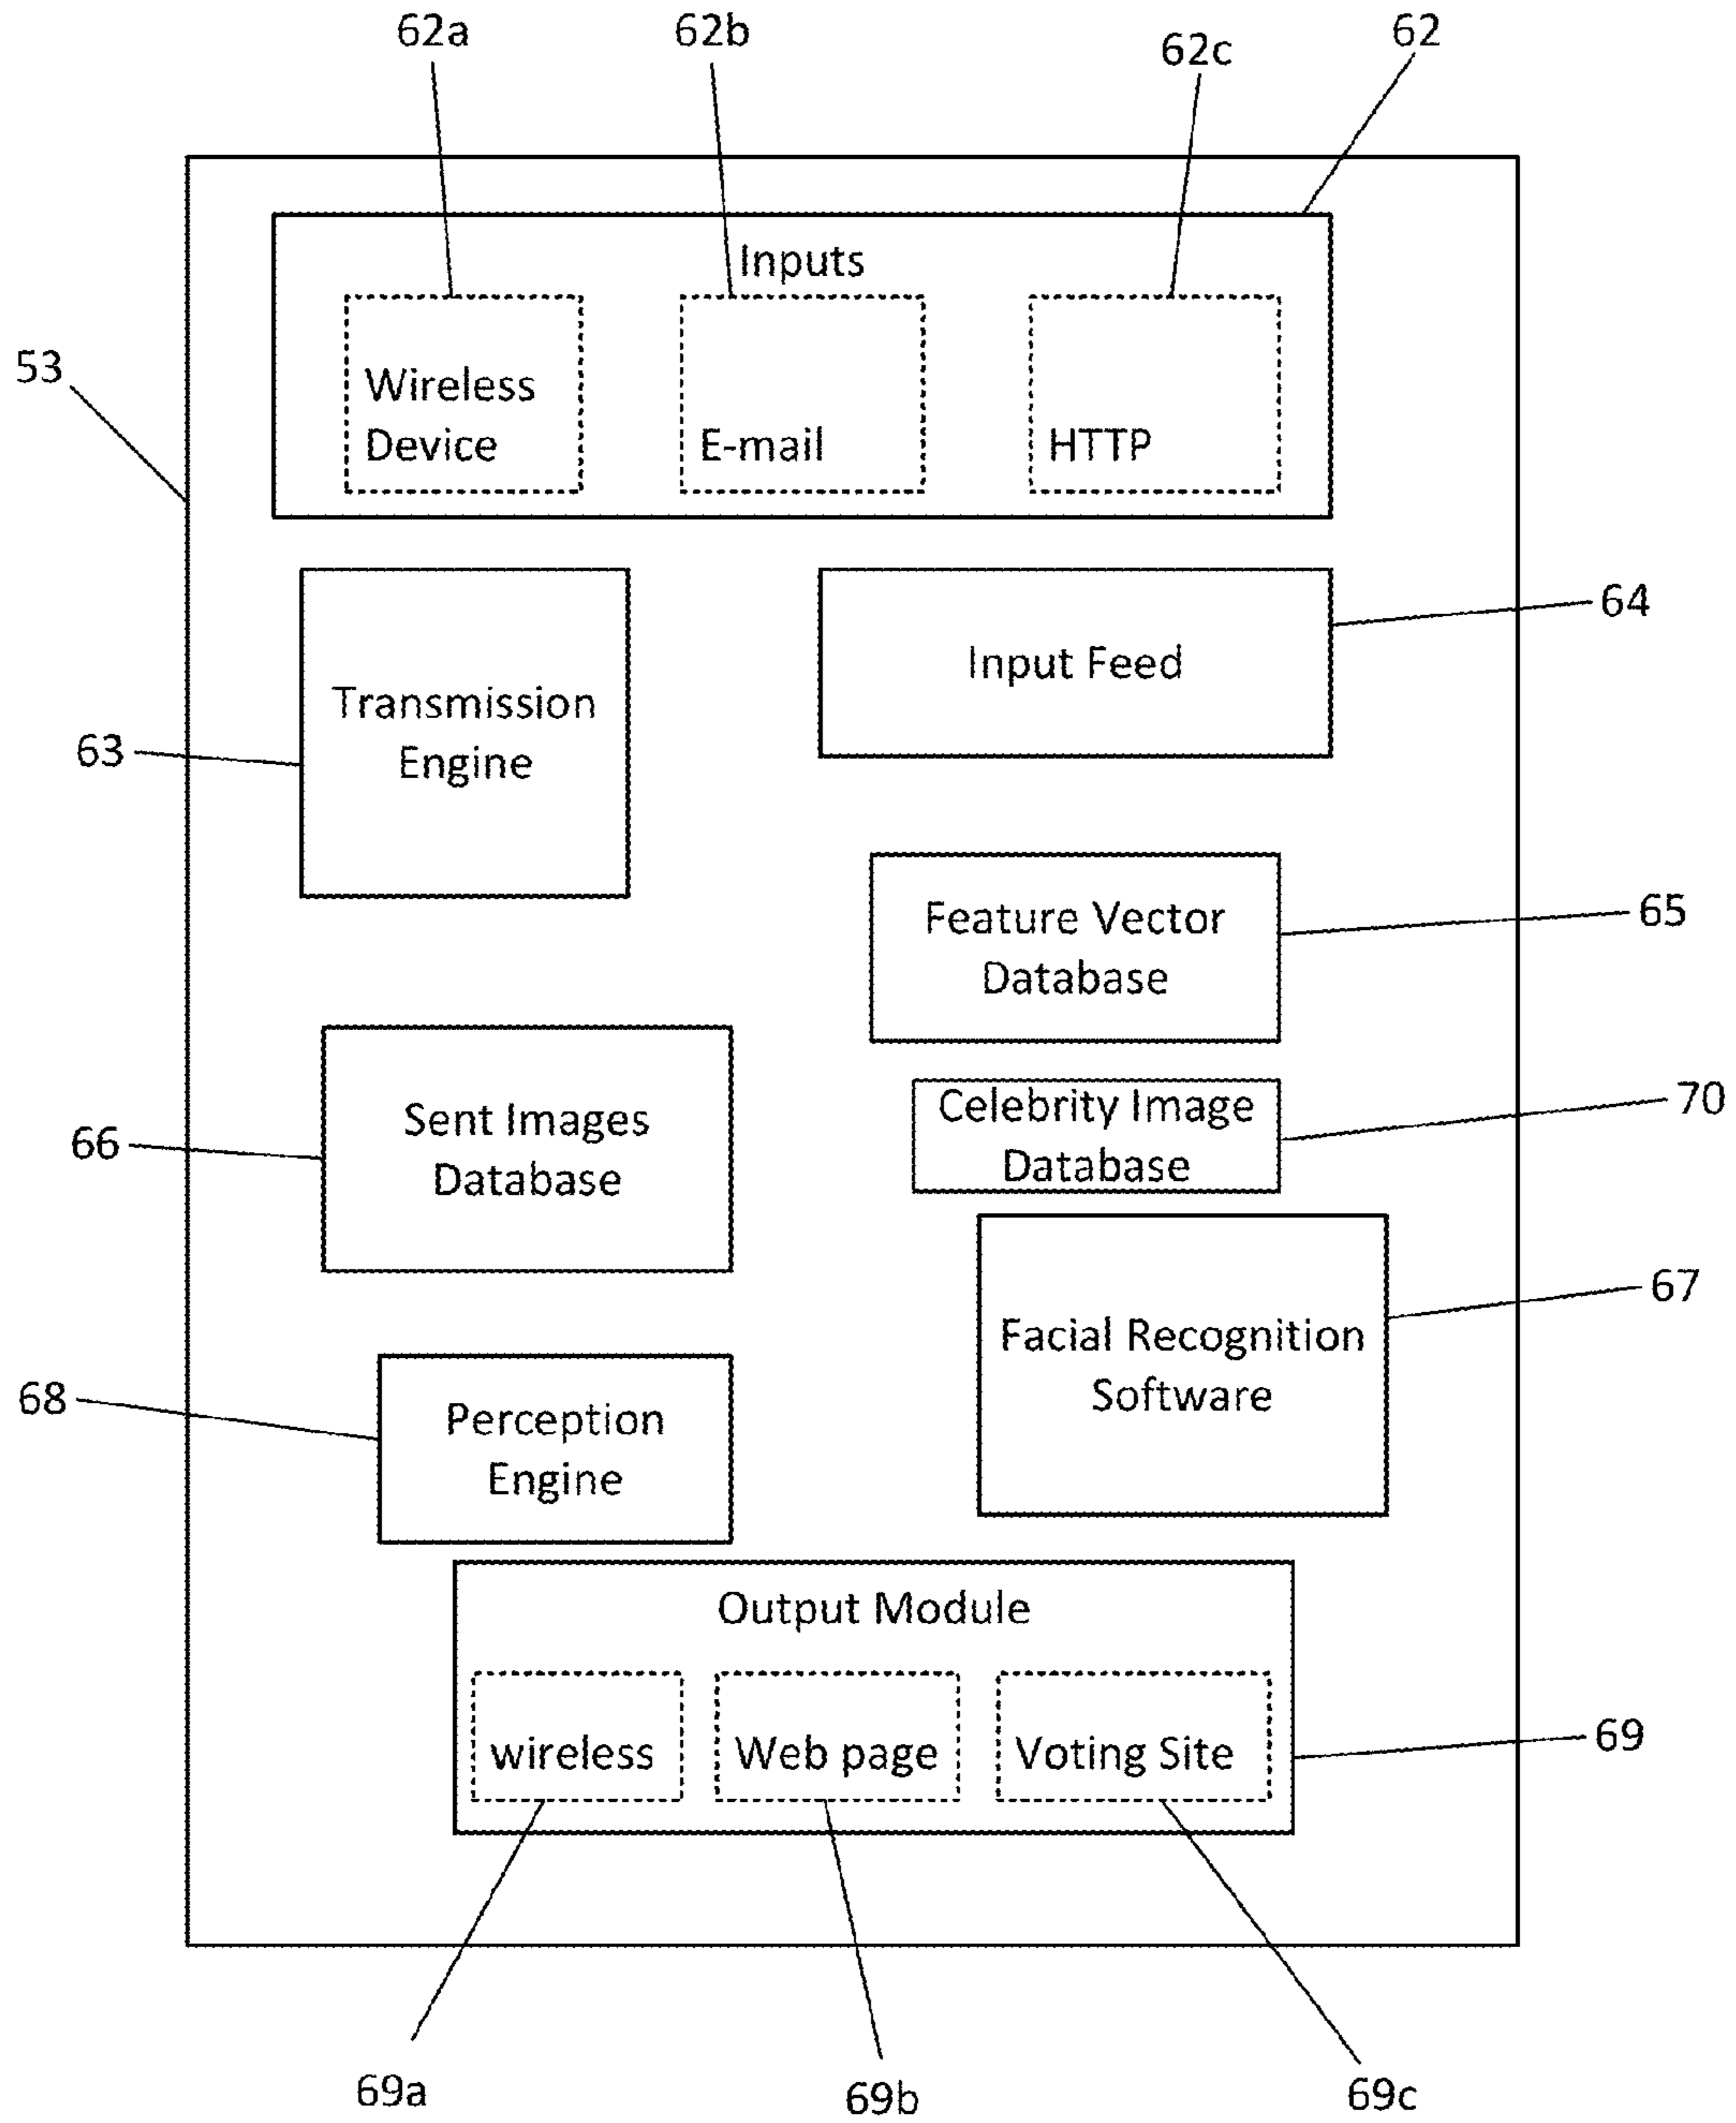 62a
62b
62c
62
Inputs
53
Wireless
Device
E-mail
HTTP
64
Input Feed
Transmission
Engine
63
Feature Vector
Database
65
Celebrity Image
Database
70
Sent Images
Database
66
67
Facial Recognition
Software
68
Perception
Engine
Output Module
69
wireless
Web page
Voting Site
69a
69b
69c